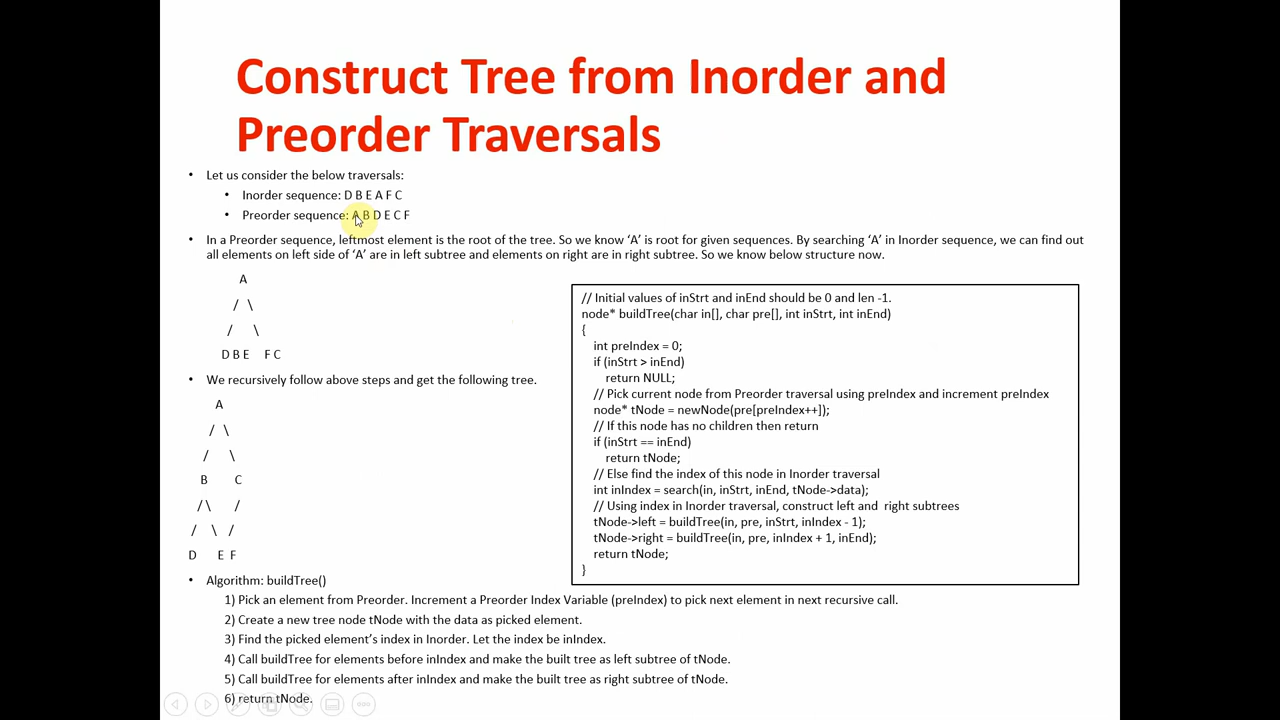 Construct Tree from Inorder and
Preorder Traversals
• Let us consider the below traversals:
• Inorder sequence: D B E A F C
• Preorder sequence: A B D E C F
• In a Preorder sequence, leftmost element is the root of the tree. So we know ‘A’ is root for given sequences. By searching ‘A’ in Inorder sequence, we can find out
all elements on left side of ‘A’ are in left subtree and elements on right are in right subtree. So we know below structure now.
A
/ \
/ \
D B E F C
• We recursively follow above steps and get the following tree.
A
/ \
/ \
B C
/ \ /
/ \ /
D E F
// Initial values of inStrt and inEnd should be 0 and len -1.
node* buildTree(char in[], char pre[], int inStrt, int inEnd)
{
int preIndex = 0;
if (inStrt > inEnd)
return NULL;
// Pick current node from Preorder traversal using preIndex and increment preIndex
node* tNode = newNode(pre[preIndex++]);
// If this node has no children then return
if (inStrt == inEnd)
return tNode;
// Else find the index of this node in Inorder traversal
int inIndex = search(in, inStrt, inEnd, tNode->data);
// Using index in Inorder traversal, construct left and right subtrees
tNode->left = buildTree(in, pre, inStrt, inIndex - 1);
tNode->right = buildTree(in, pre, inIndex + 1, inEnd);
return tNode;
}
• Algorithm: buildTree()
1) Pick an element from Preorder. Increment a Preorder Index Variable (preIndex) to pick next element in next recursive call.
2) Create a new tree node tNode with the data as picked element.
3) Find the picked element’s index in Inorder. Let the index be inIndex.
4) Call buildTree for elements before inIndex and make the built tree as left subtree of tNode.
5) Call buildTree for elements after inIndex and make the built tree as right subtree of tNode.
6) return tNode.